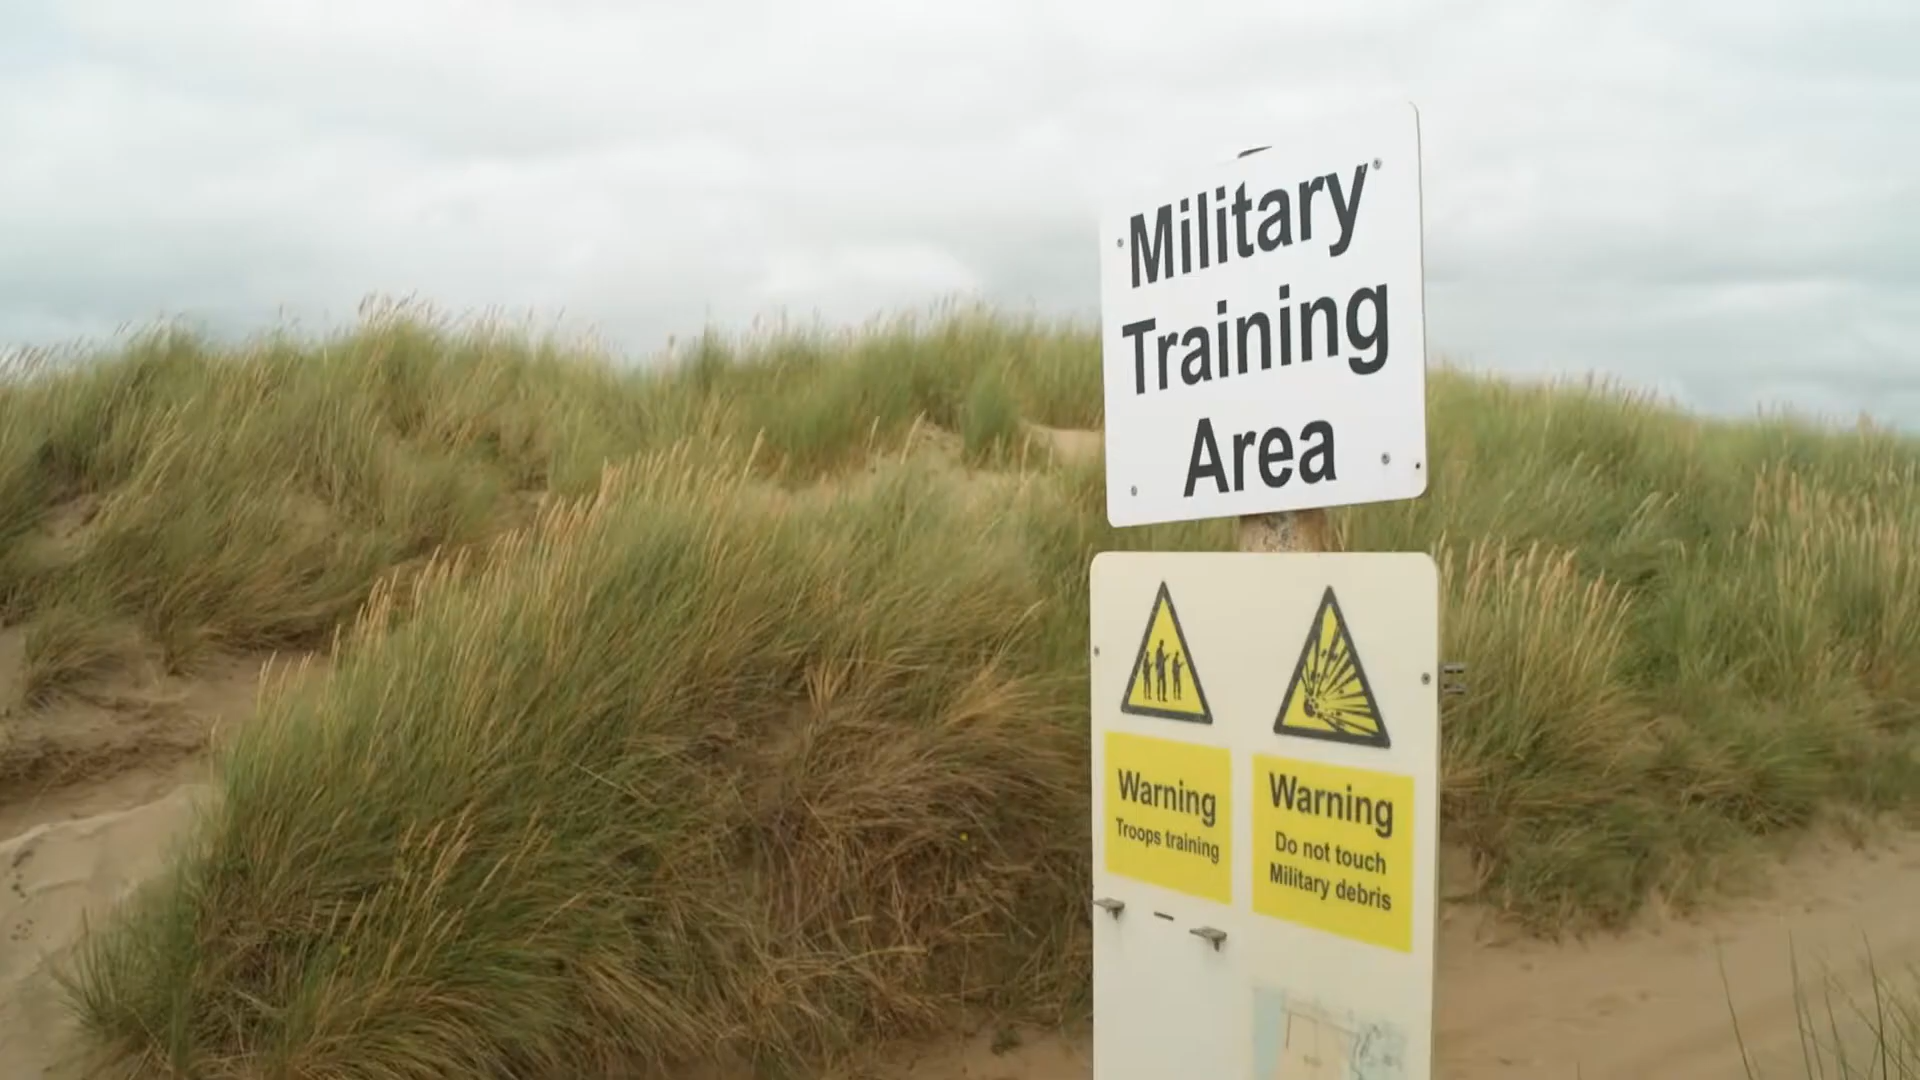 Military
Training
Area
Warning
Troops training
Warning
Do not touch
Military debris